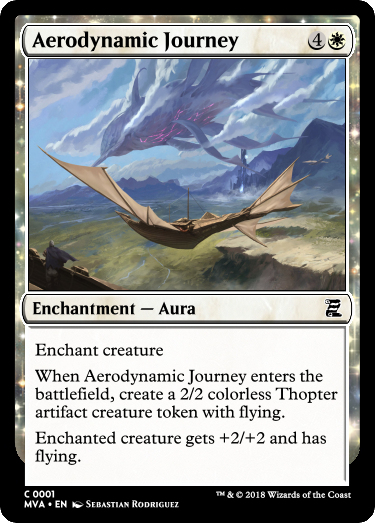 Aerodynamic Journey 4
Enchantment — Aura
Enchant creature
When Aerodynamic Journey enters the
battlefield, create a 2/2 colorless Thopter
artifact creature token with flying.
Enchanted creature gets +2/+2 and has
flying.
C 0001
MVA • EN Sebastian Rodriguez
™ & © 2018 Wizards of the Coast